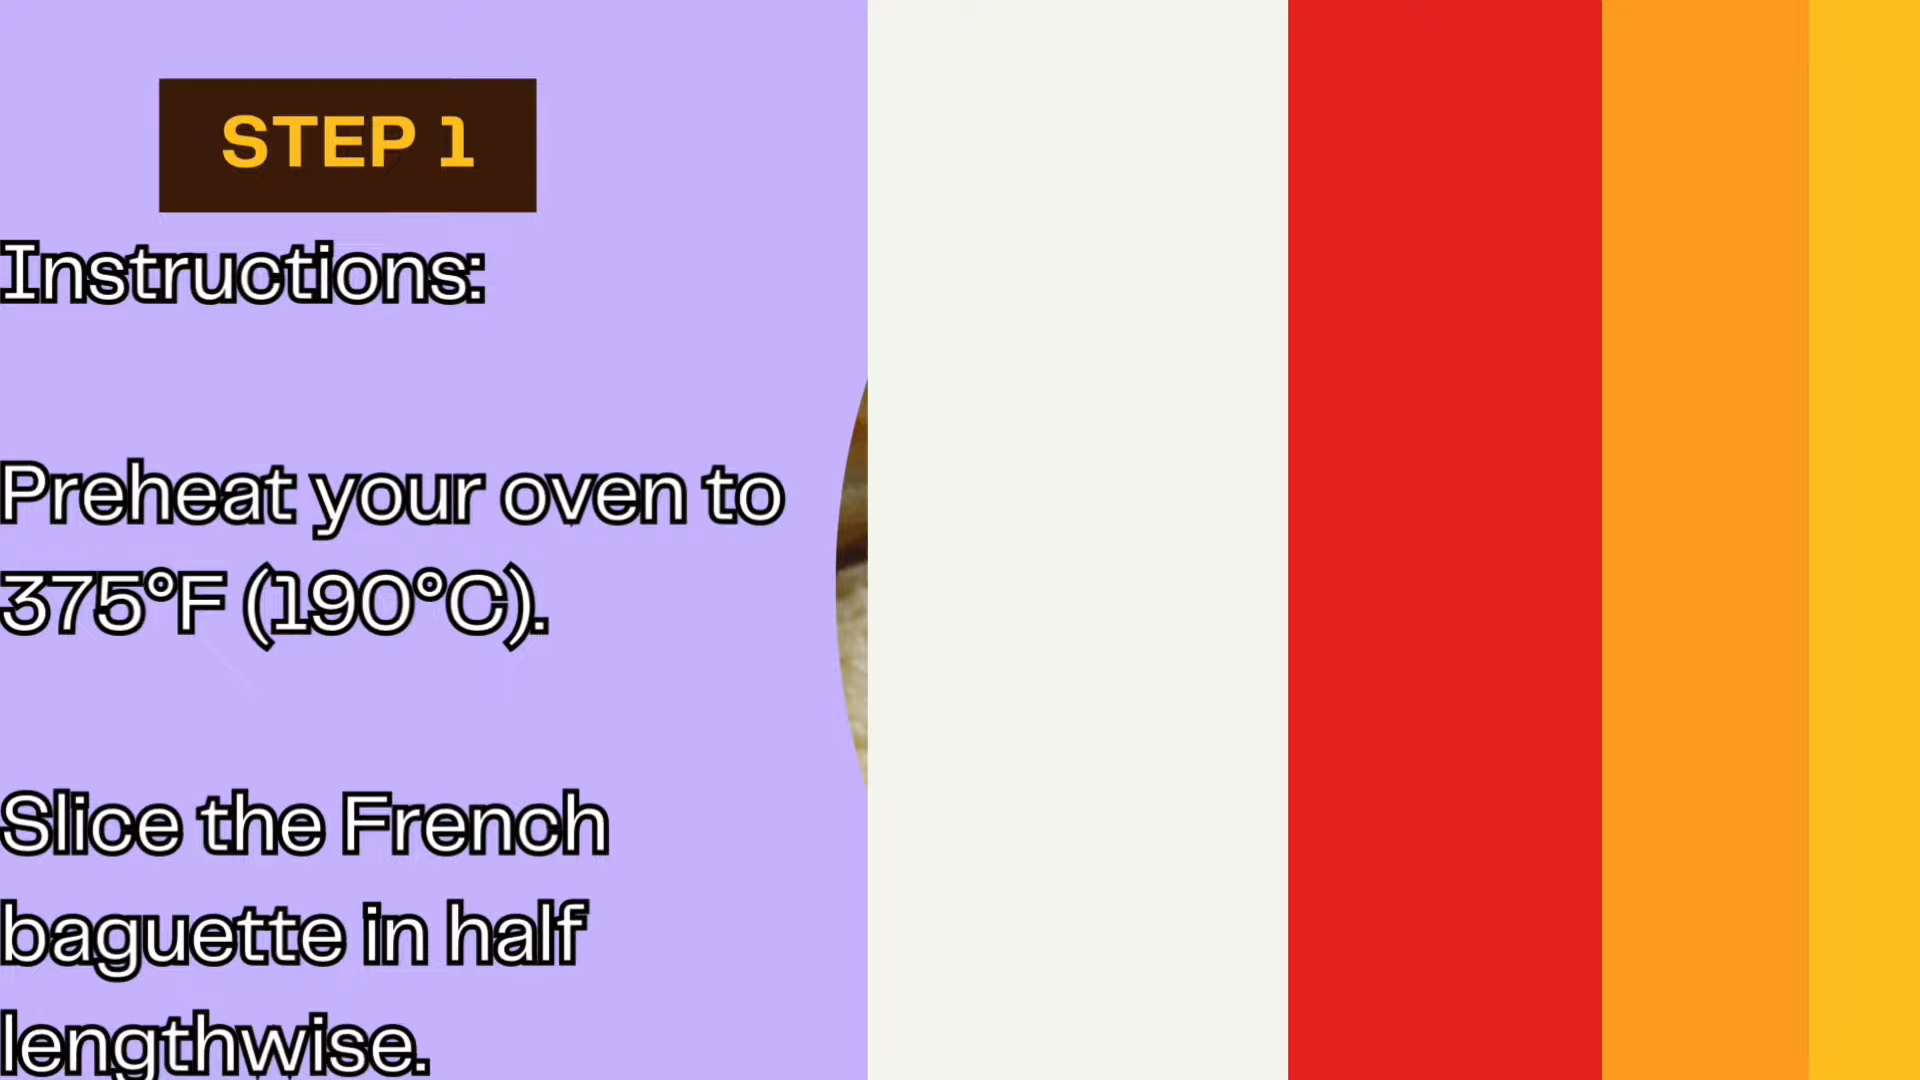 STEP 1
Instructions:
Preheat your oven to
375°F (190°C).
Slice the French
baguette in half
lengthwise.